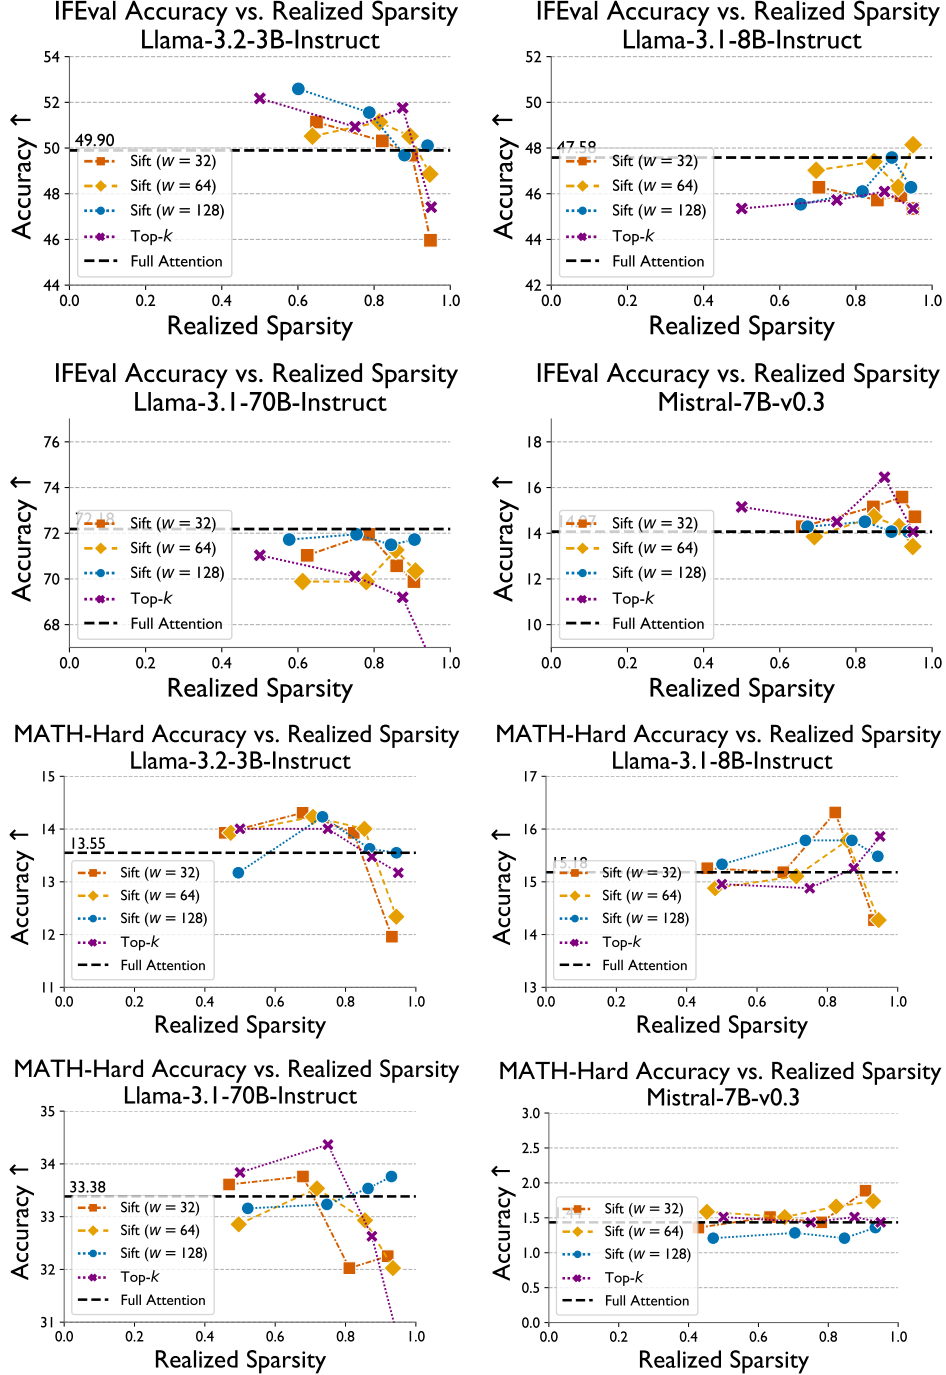 IFEval Accuracy vs. Realized Sparsity
Llama-3.2-3B-Instruct
54
52
50
48
46
44
49.90
Accuracy ↑
Sift (w = 32)
Sift (w = 64)
Sift (w = 128)
Top-k
Full Attention
0.0 0.2 0.4 0.6 0.8 1.0
Realized Sparsity
IFEval Accuracy vs. Realized Sparsity
Llama-3.1-8B-Instruct
52
50
48
46
44
42
47.58
Accuracy ↑
Sift (w = 32)
Sift (w = 64)
Sift (w = 128)
Top-k
Full Attention
0.0 0.2 0.4 0.6 0.8 1.0
Realized Sparsity
IFEval Accuracy vs. Realized Sparsity
Llama-3.1-70B-Instruct
76
74
72
70
68
72.18
Accuracy ↑
Sift (w = 32)
Sift (w = 64)
Sift (w = 128)
Top-k
Full Attention
0.0 0.2 0.4 0.6 0.8 1.0
Realized Sparsity
IFEval Accuracy vs. Realized Sparsity
Mistral-7B-v0.3
18
16
14
12
10
14.07
Accuracy ↑
Sift (w = 32)
Sift (w = 64)
Sift (w = 128)
Top-k
Full Attention
0.0 0.2 0.4 0.6 0.8 1.0
Realized Sparsity
MATH-Hard Accuracy vs. Realized Sparsity
Llama-3.2-3B-Instruct
15
14
13
12
11
13.55
Accuracy ↑
Sift (w = 32)
Sift (w = 64)
Sift (w = 128)
Top-k
Full Attention
0.0 0.2 0.4 0.6 0.8 1.0
Realized Sparsity
MATH-Hard Accuracy vs. Realized Sparsity
Llama-3.1-8B-Instruct
17
16
15
14
13
15.18
Accuracy ↑
Sift (w = 32)
Sift (w = 64)
Sift (w = 128)
Top-k
Full Attention
0.0 0.2 0.4 0.6 0.8 1.0
Realized Sparsity
MATH-Hard Accuracy vs. Realized Sparsity
Llama-3.1-70B-Instruct
35
34
33
32
31
33.38
Accuracy ↑
Sift (w = 32)
Sift (w = 64)
Sift (w = 128)
Top-k
Full Attention
0.0 0.2 0.4 0.6 0.8 1.0
Realized Sparsity
MATH-Hard Accuracy vs. Realized Sparsity
Mistral-7B-v0.3
3.0
2.5
2.0
1.5
1.0
0.5
0.0
Accuracy ↑
Sift (w = 32)
Sift (w = 64)
Sift (w = 128)
Top-k
Full Attention
0.0 0.2 0.4 0.6 0.8 1.0
Realized Sparsity